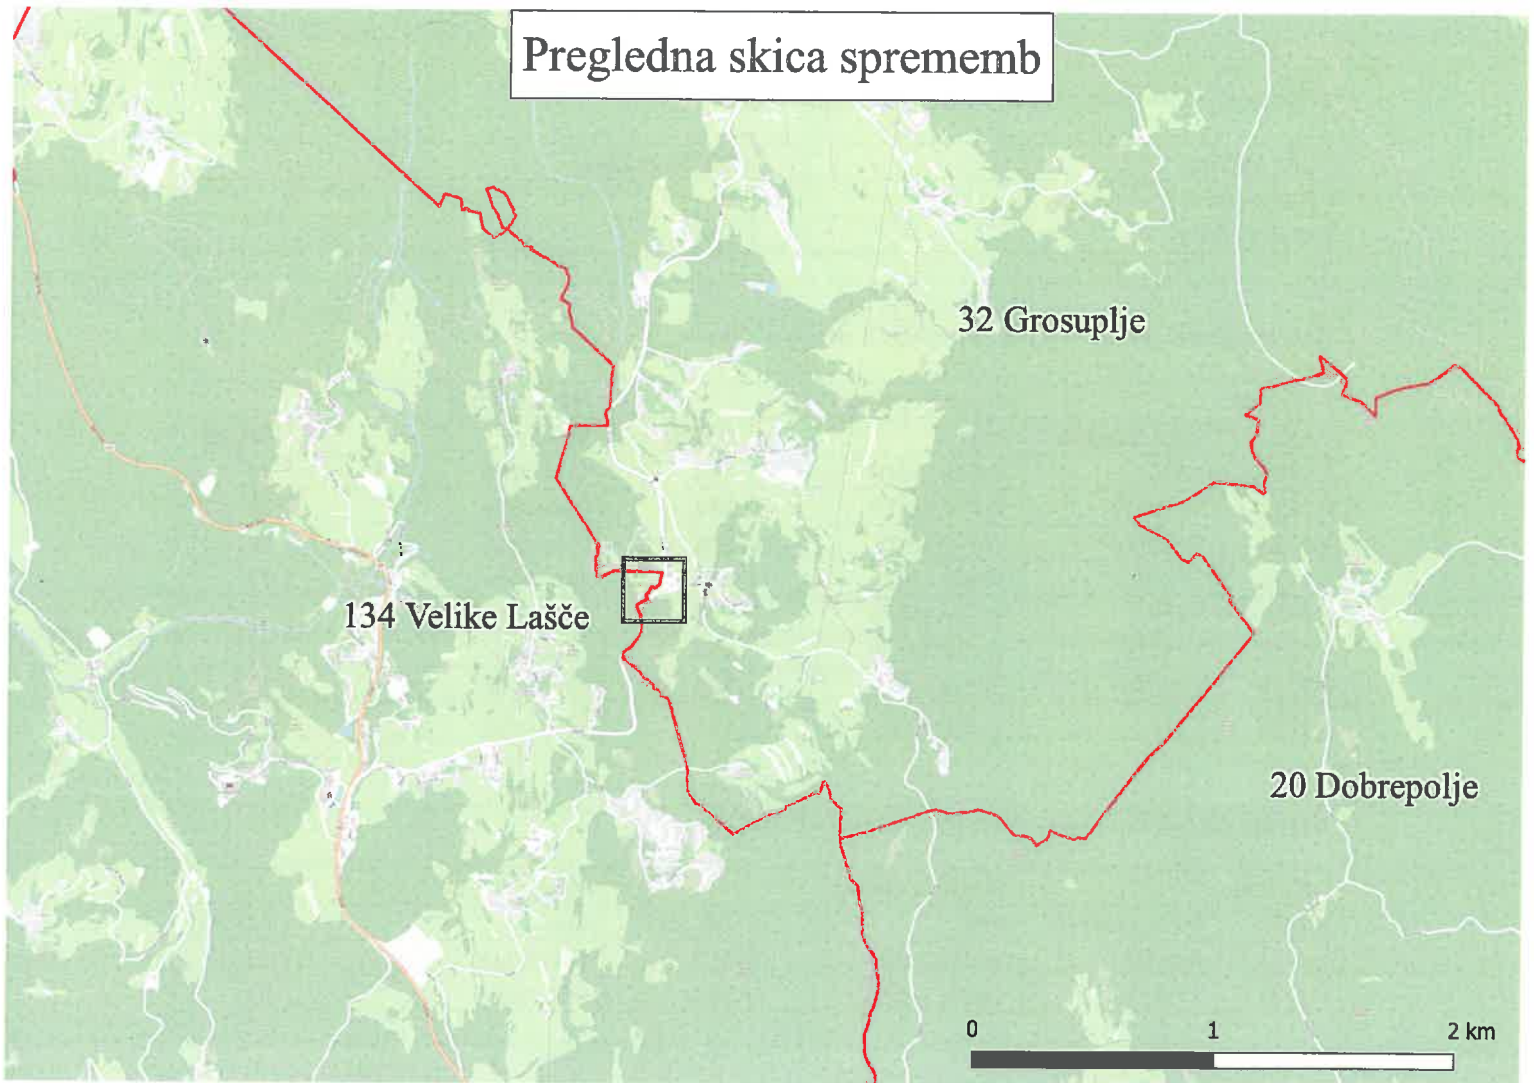 Pregledna skica sprememb
32 Grosuplje
134 Velike Lašče
20 Dobrepolje
0 1 2 km